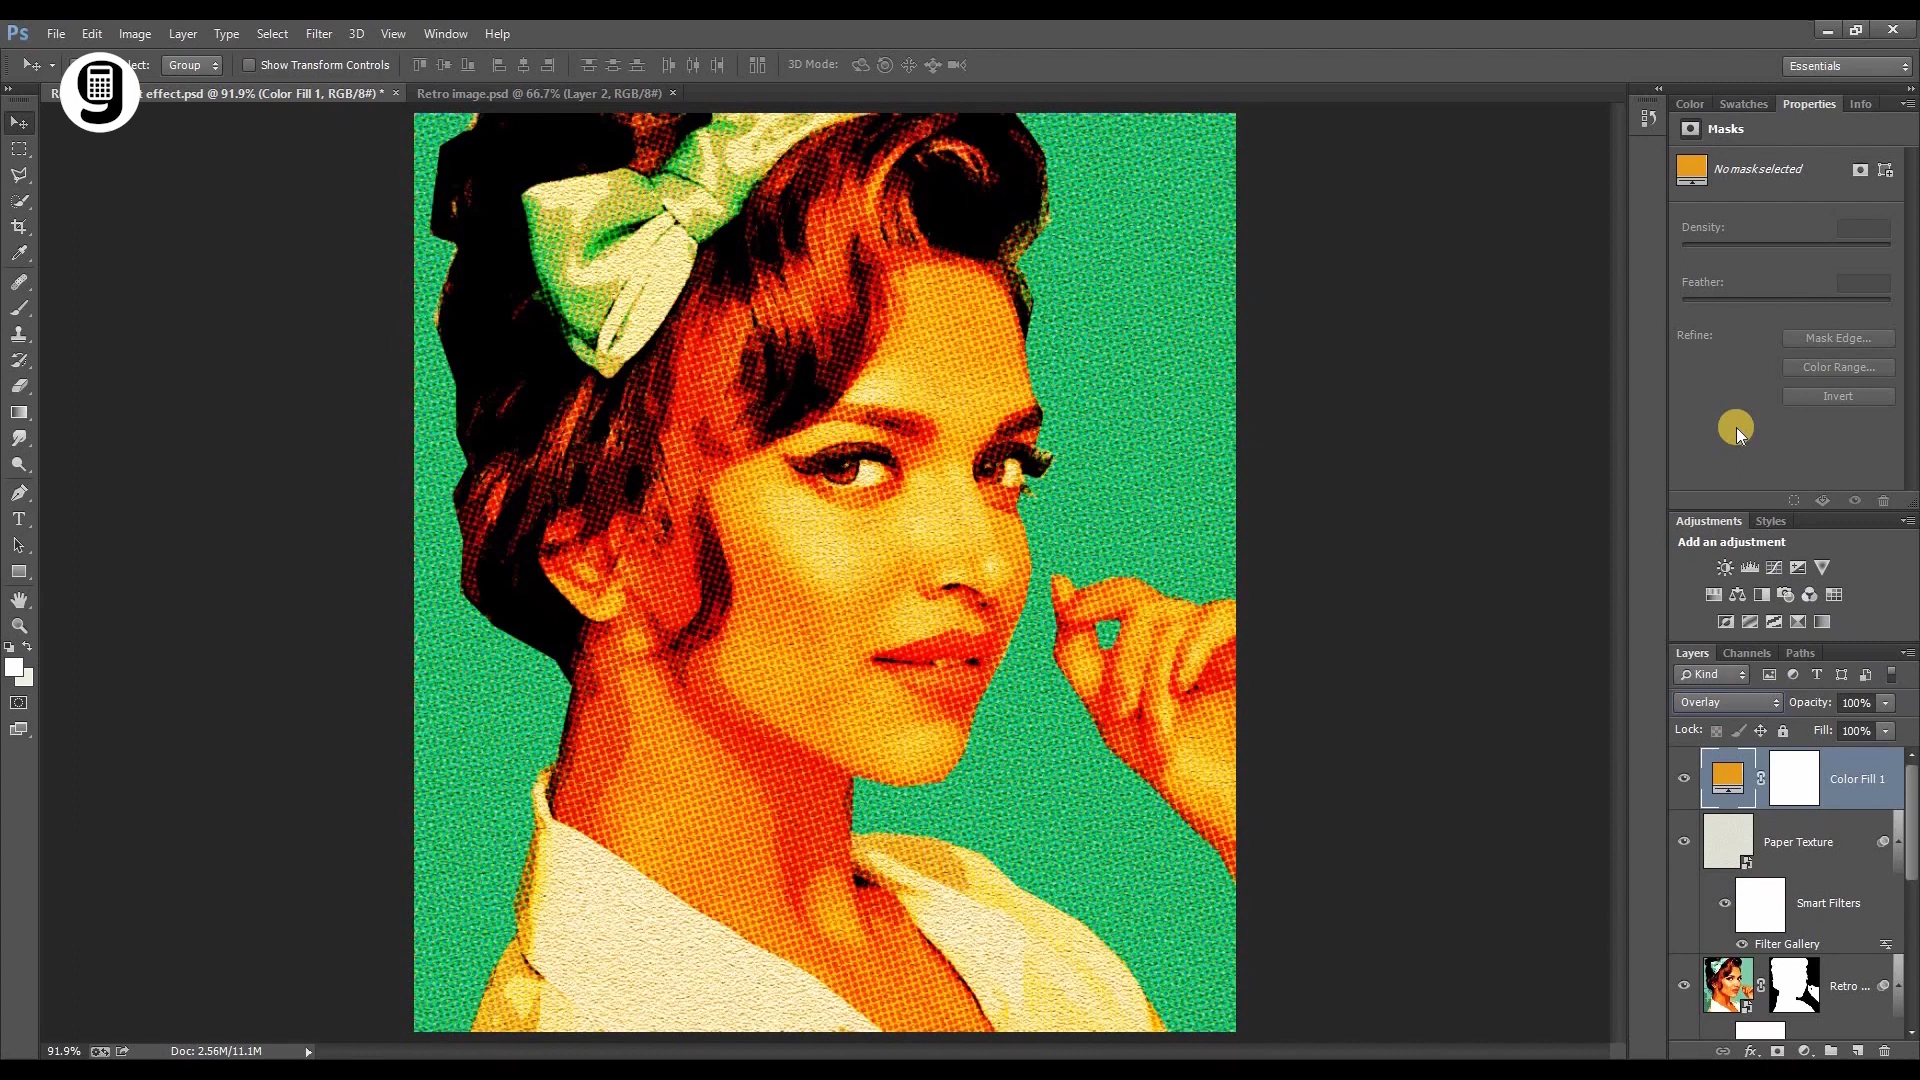 Ps File Edit Image Layer Type Select Filter 3D View Window Help
Group Show Transform Controls 3D Mode: Essentials
g
effect.psd @ 91.9% (Color Fill 1, RGB/8#) * × Retro image.psd @ 66.7% (Layer 2, RGB/8#) ×
Color Swatches Properties Info
Masks
No mask selected
Density:
Feather:
Refine: Mask Edge...
Color Range...
Invert
Adjustments Styles
Add an adjustment
Layers Channels Paths
Kind T
Overlay Opacity: 100%
Lock: Fill: 100%
Color Fill 1
Paper Texture
Smart Filters
Filter Gallery
Retro ...
91.9% Doc: 2.56M/11.1M
fx